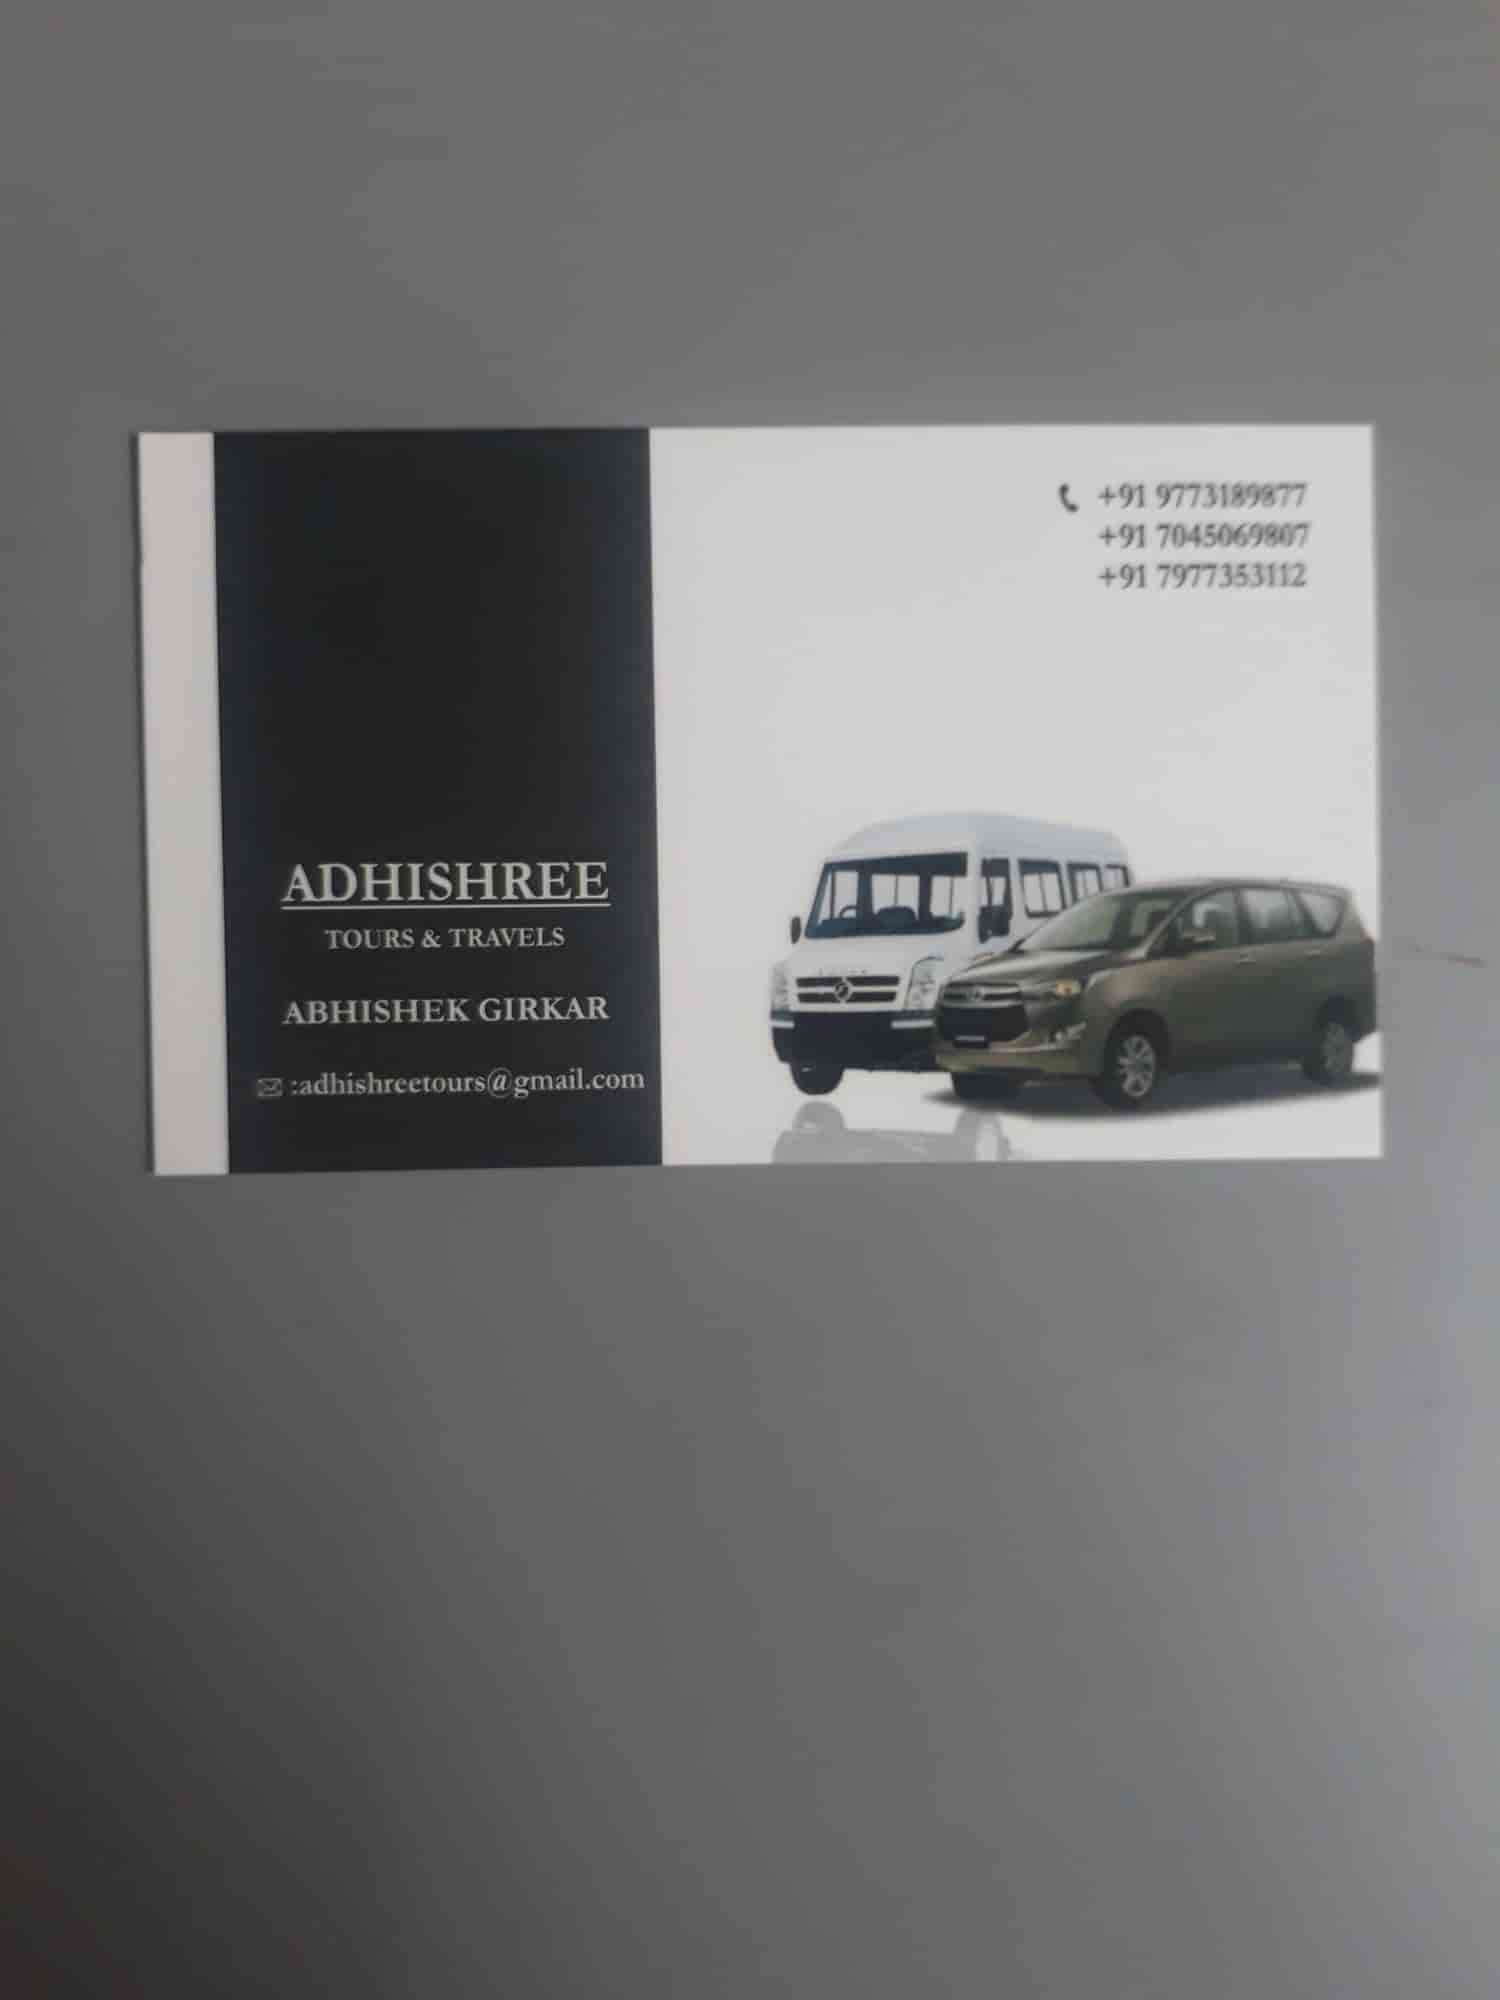 +91 9773189877
+91 7045069807
+91 7977353112
ADHISHREE
TOURS & TRAVELS
ABHISHEK GIRKAR
:adhishreetours@gmail.com